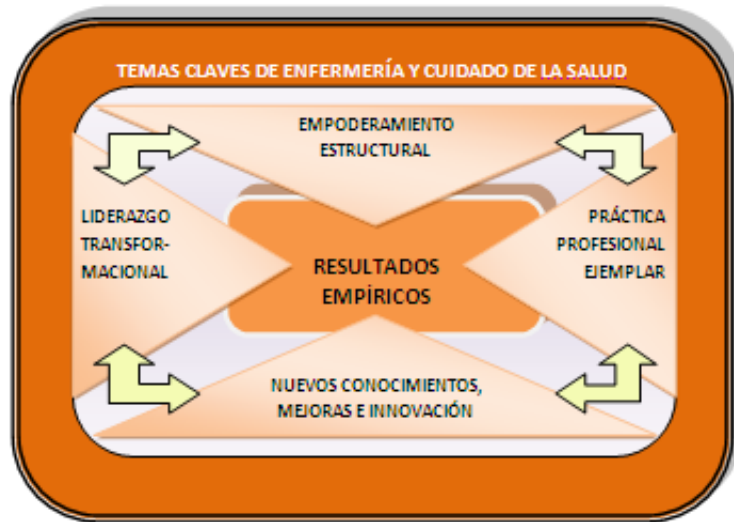 TEMAS CLAVES DE ENFERMERÍA Y CUIDADO DE LA SALUD
EMPODERAMIENTO
ESTRUCTURAL
LIDERAZGO
TRANSFOR-
MACIONAL
PRÁCTICA
PROFESIONAL
EJEMPLAR
RESULTADOS
EMPÍRICOS
NUEVOS CONOCIMIENTOS,
MEJORAS E INNOVACIÓN